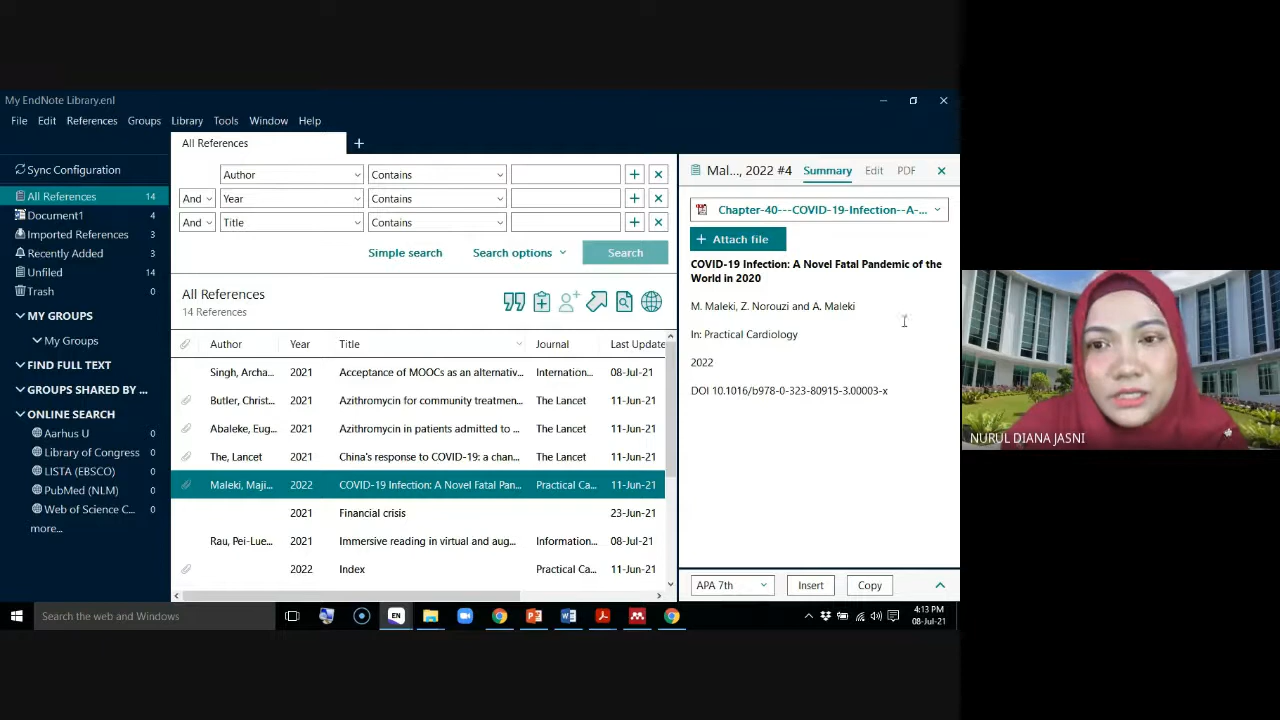 My EndNote Library.enl
File Edit References Groups Library Tools Window Help
Sync Configuration
All References 14
Document1 4
Imported References 3
Recently Added 3
Unfiled 14
Trash 0
MY GROUPS
My Groups
FIND FULL TEXT
GROUPS SHARED BY ...
ONLINE SEARCH
Aarhus U 0
Library of Congress 0
LISTA (EBSCO) 0
PubMed (NLM) 0
Web of Science C... 0
more...
All References
Author Contains
And Year Contains
And Title Contains
Simple search Search options Search
All References
14 References
Author Year Title Journal Last Update
Singh, Archa... 2021 Acceptance of MOOCs as an alternativ... Internation... 08-Jul-21
Butler, Christ... 2021 Azithromycin for community treatmen... The Lancet 11-Jun-21
Abaleke, Eug... 2021 Azithromycin in patients admitted to ... The Lancet 11-Jun-21
The, Lancet 2021 China's response to COVID-19: a chan... The Lancet 11-Jun-21
Maleki, Maji... 2022 COVID-19 Infection: A Novel Fatal Pan... Practical Ca... 11-Jun-21
2021 Financial crisis 23-Jun-21
Rau, Pei-Lue... 2021 Immersive reading in virtual and aug... Information... 08-Jul-21
2022 Index Practical Ca... 11-Jun-21
Mal..., 2022 #4 Summary Edit PDF
Chapter-40---COVID-19-Infection--A-...
+ Attach file
COVID-19 Infection: A Novel Fatal Pandemic of the
World in 2020
M. Maleki, Z. Norouzi and A. Maleki
In: Practical Cardiology
2022
DOI 10.1016/b978-0-323-80915-3.00003-x
APA 7th Insert Copy
NURUL DIANA JASNI
Search the web and Windows
EN
4:13 PM
08-Jul-21